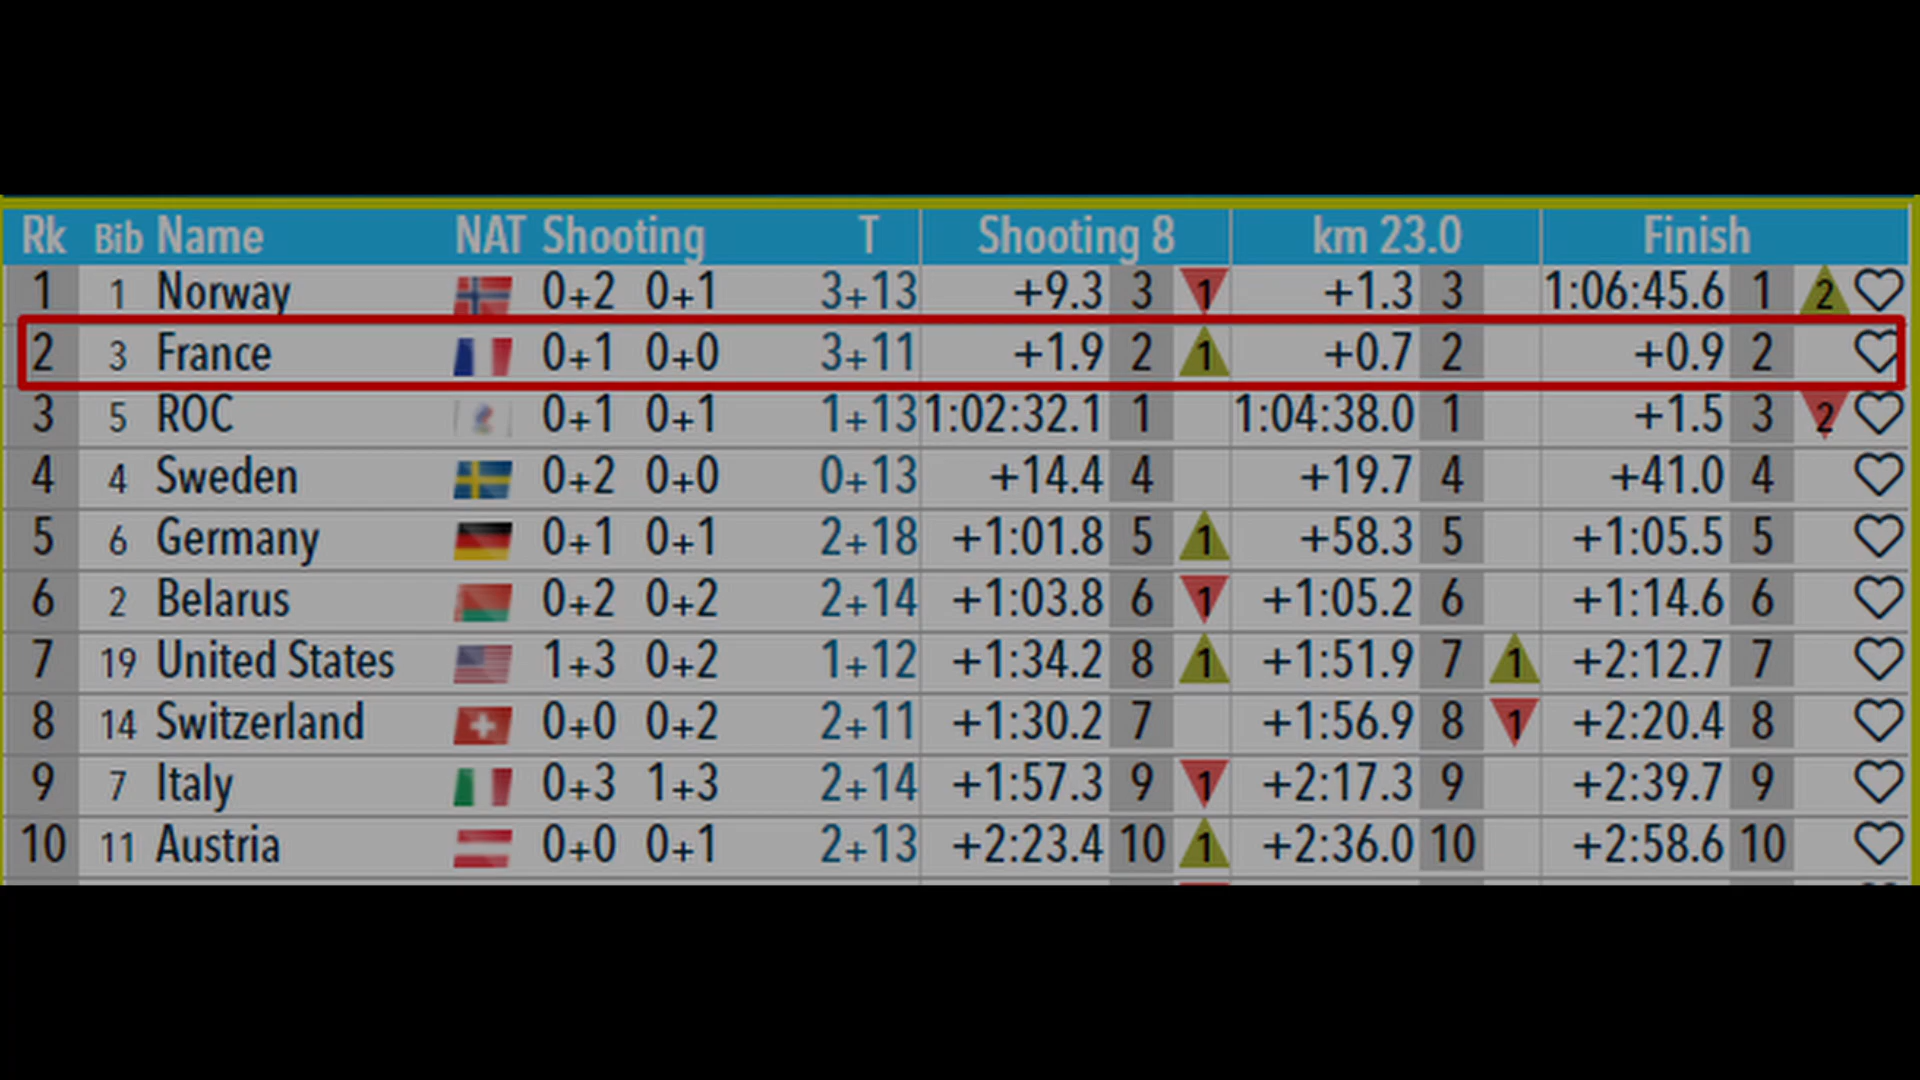 Rk Bib Name NAT Shooting T Shooting 8 km 23.0 Finish
1 1 Norway 0+2 0+1 3+13 +9.3 3 1 +1.3 3 1:06:45.6 1 2
2 3 France 0+1 0+0 3+11 +1.9 2 1 +0.7 2 +0.9 2
3 5 ROC 0+1 0+1 1+13 1:02:32.1 1 1:04:38.0 1 +1.5 3 2
4 4 Sweden 0+2 0+0 0+13 +14.4 4 +19.7 4 +41.0 4
5 6 Germany 0+1 0+1 2+18 +1:01.8 5 1 +58.3 5 +1:05.5 5
6 2 Belarus 0+2 0+2 2+14 +1:03.8 6 1 +1:05.2 6 +1:14.6 6
7 19 United States 1+3 0+2 1+12 +1:34.2 8 1 +1:51.9 7 1 +2:12.7 7
8 14 Switzerland 0+0 0+2 2+11 +1:30.2 7 +1:56.9 8 1 +2:20.4 8
9 7 Italy 0+3 1+3 2+14 +1:57.3 9 1 +2:17.3 9 +2:39.7 9
10 11 Austria 0+0 0+1 2+13 +2:23.4 10 1 +2:36.0 10 +2:58.6 10